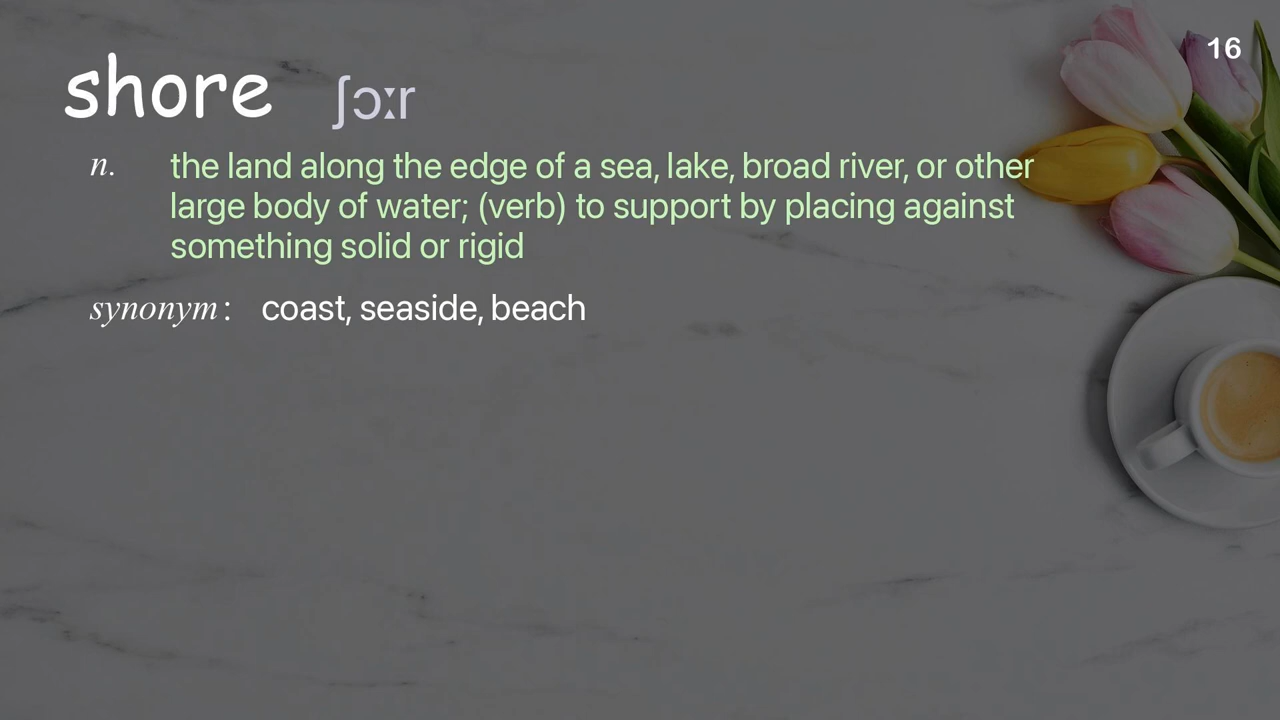 16
shore ʃɔːr
n. the land along the edge of a sea, lake, broad river, or other
large body of water; (verb) to support by placing against
something solid or rigid
synonym: coast, seaside, beach